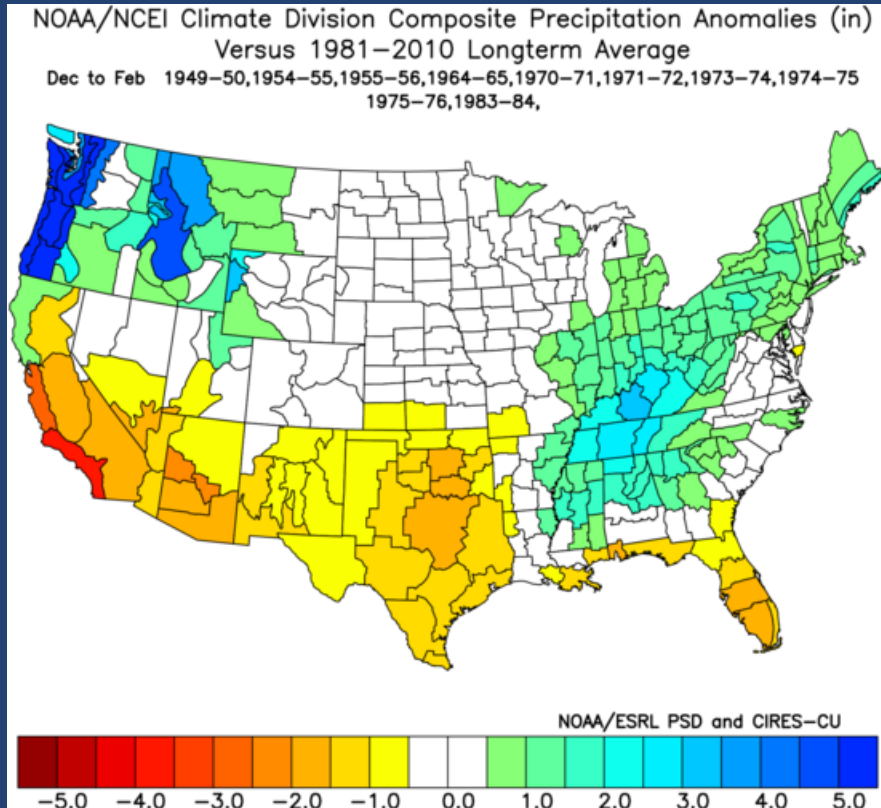 NOAA/NCEI Climate Division Composite Precipitation Anomalies (in)
Versus 1981-2010 Longterm Average
Dec to Feb 1949-50,1954-55,1955-56,1964-65,1970-71,1971-72,1973-74,1974-75
1975-76,1983-84,
NOAA/ESRL PSD and CIRES-CU
-5.0 -4.0 -3.0 -2.0 -1.0 0.0 1.0 2.0 3.0 4.0 5.0